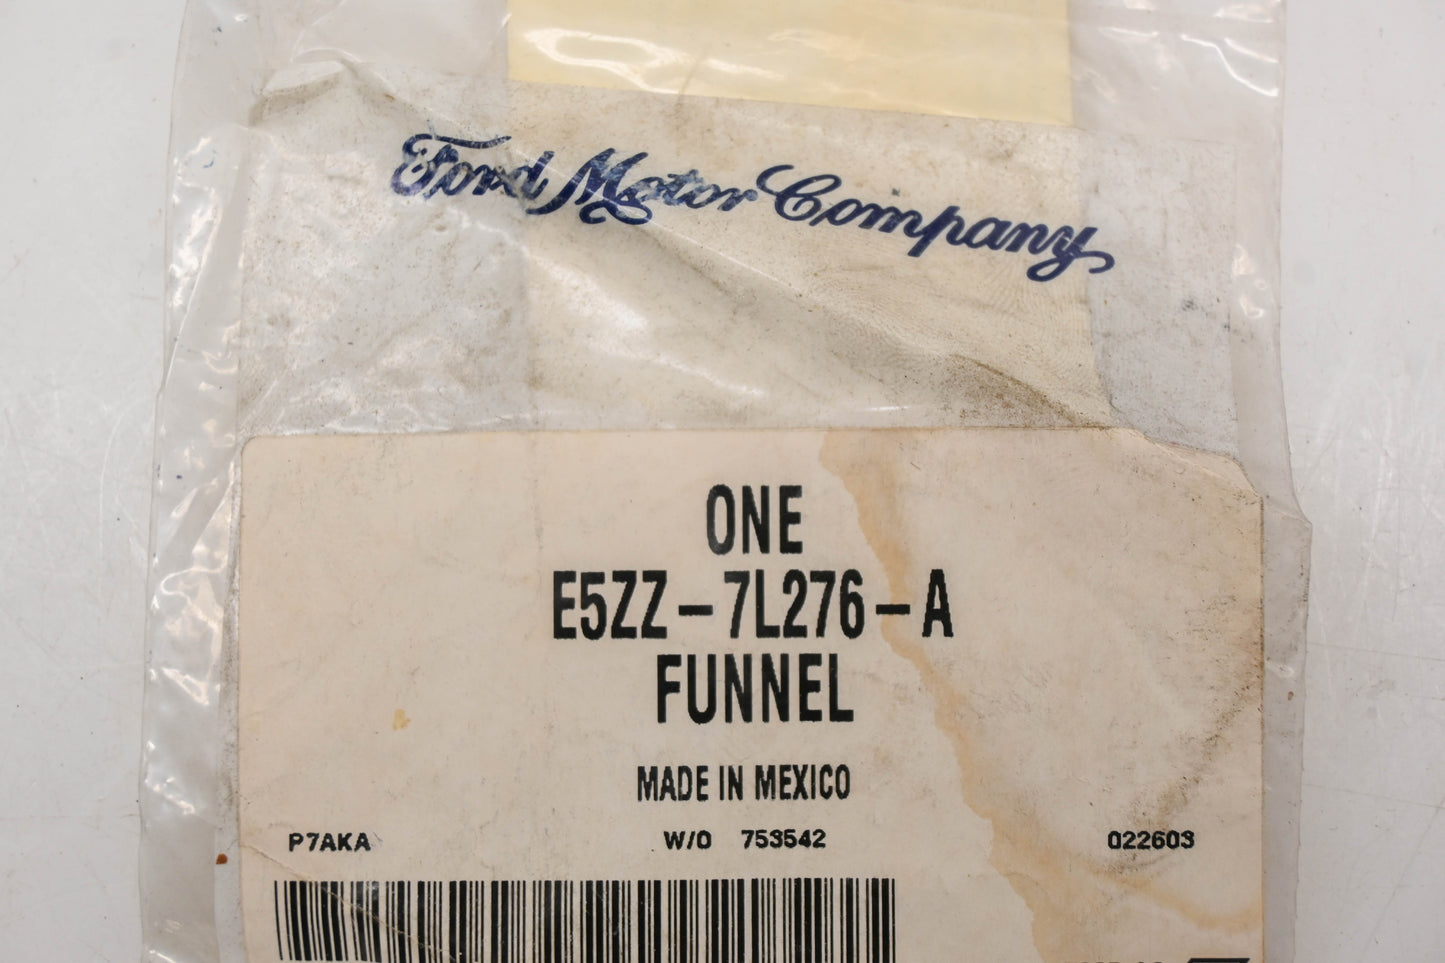 Ford Motor Company
ONE
E5ZZ-7L276-A
FUNNEL
MADE IN MEXICO
P7AKA W/O 753542 022603